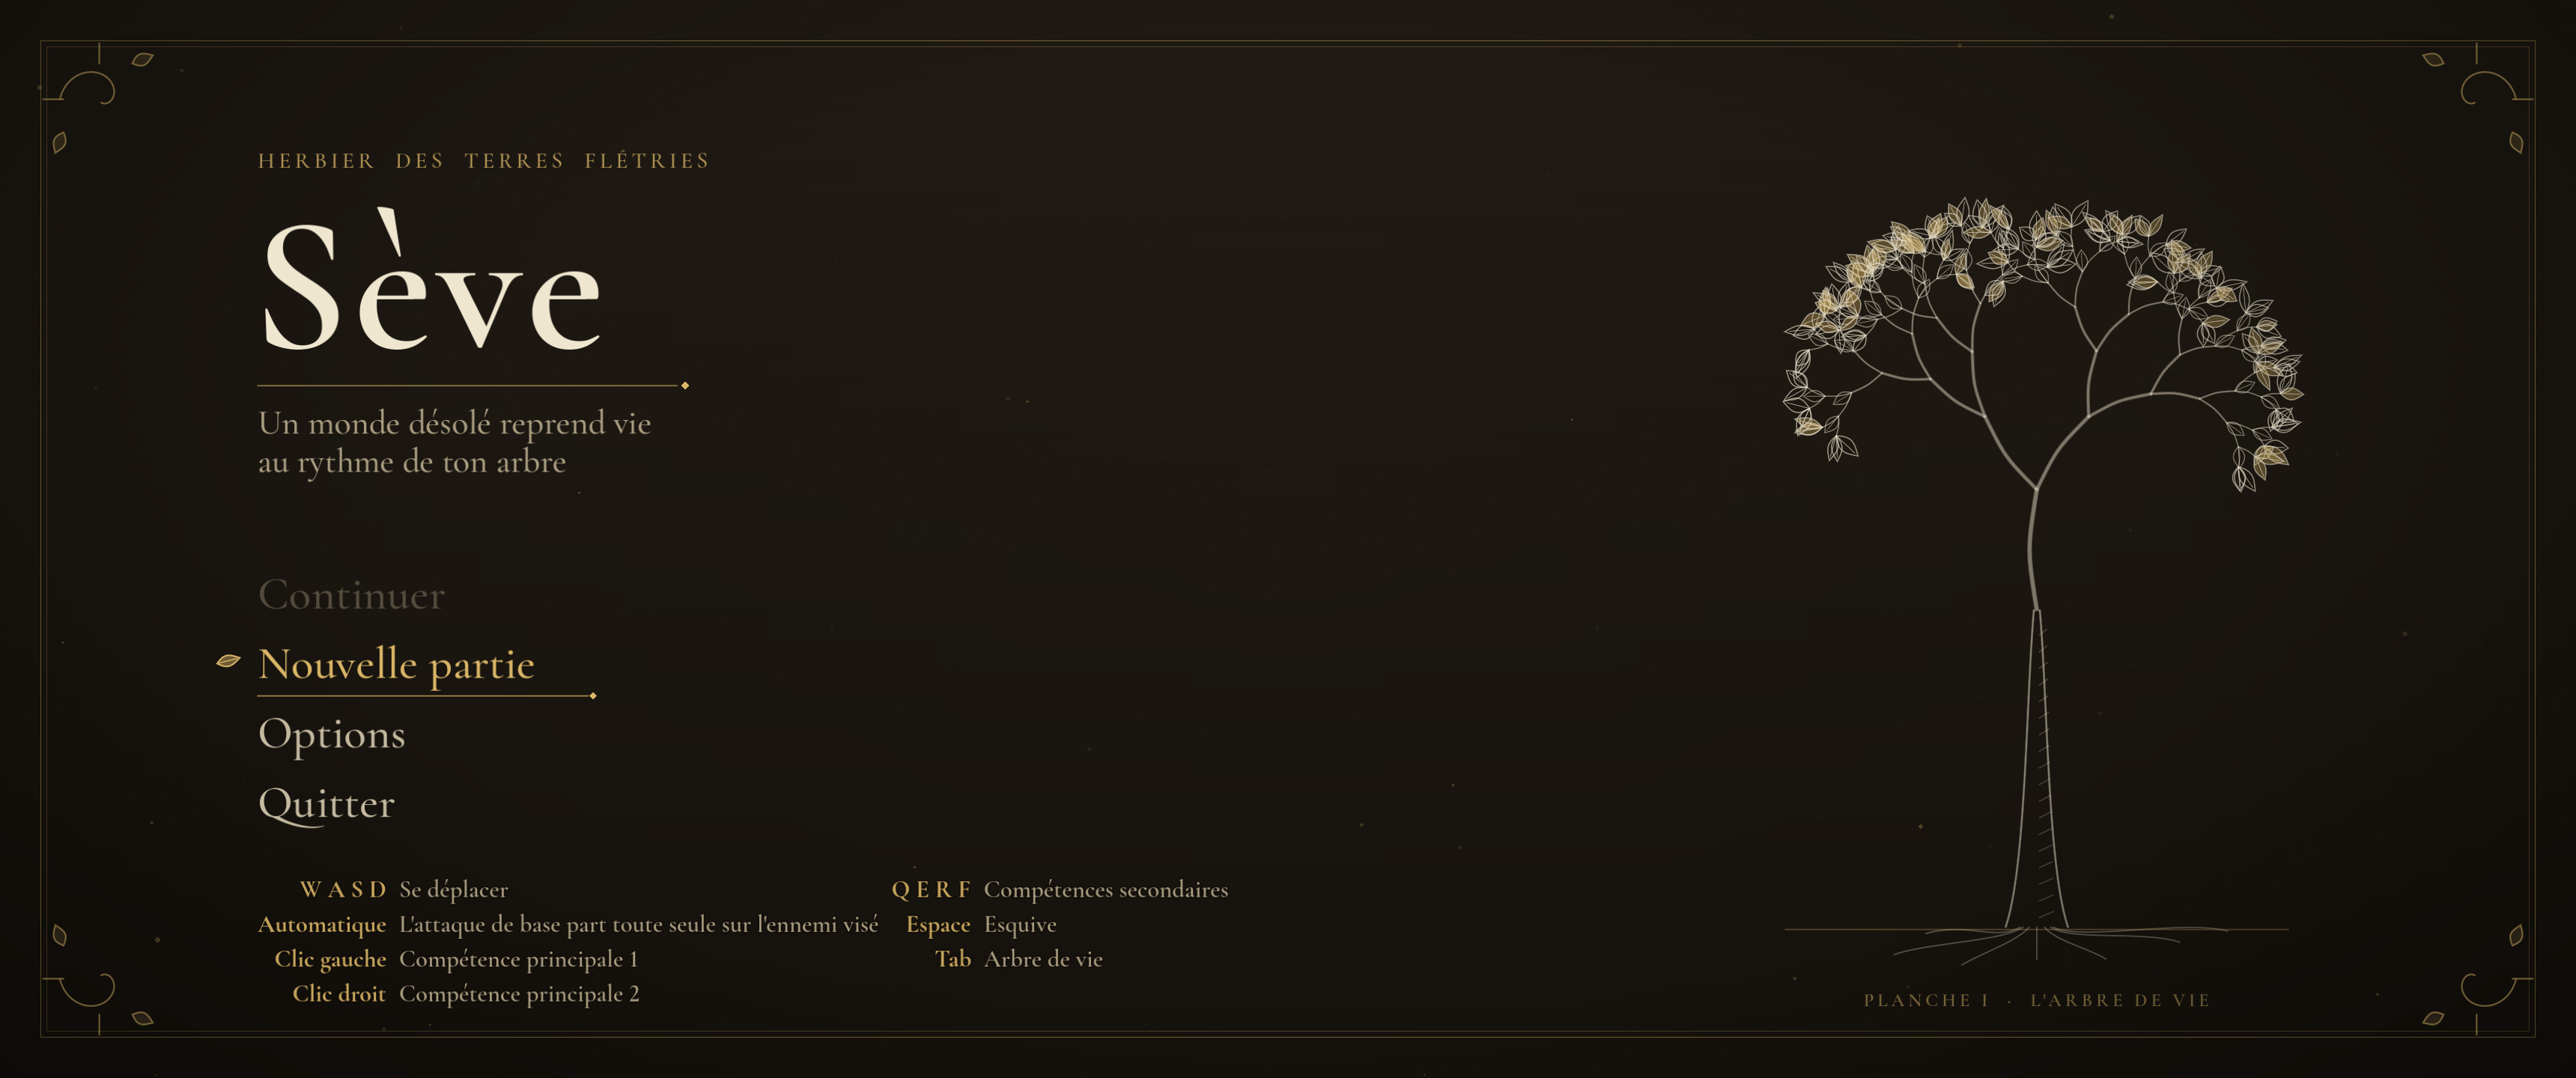 HERBIER DES TERRES FLÉTRIES
Sève
Un monde désolé reprend vie
au rythme de ton arbre
Continuer
Nouvelle partie
Options
Quitter
W A S D Se déplacer
Automatique L'attaque de base part toute seule sur l'ennemi visé
Clic gauche Compétence principale 1
Clic droit Compétence principale 2
Q E R F Compétences secondaires
Espace Esquive
Tab Arbre de vie
PLANCHE I · L'ARBRE DE VIE